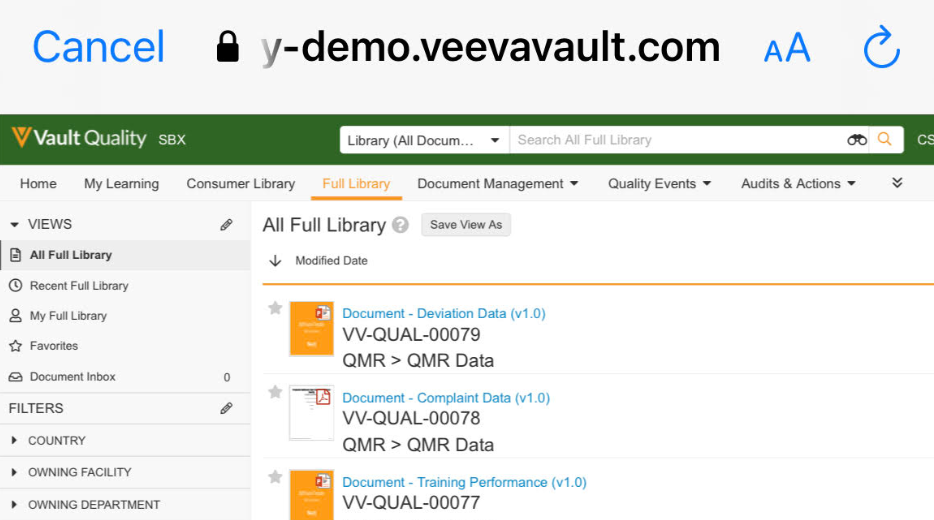 Cancel y-demo.veevavault.com AA
Vault Quality SBX Library (All Docum... Search All Full Library CS
Home My Learning Consumer Library Full Library Document Management Quality Events Audits & Actions
VIEWS
All Full Library
Recent Full Library
My Full Library
Favorites
Document Inbox 0
FILTERS
COUNTRY
OWNING FACILITY
OWNING DEPARTMENT
All Full Library ? Save View As
Modified Date
Document - Deviation Data (v1.0)
VV-QUAL-00079
QMR > QMR Data
Document - Complaint Data (v1.0)
VV-QUAL-00078
QMR > QMR Data
Document - Training Performance (v1.0)
VV-QUAL-00077